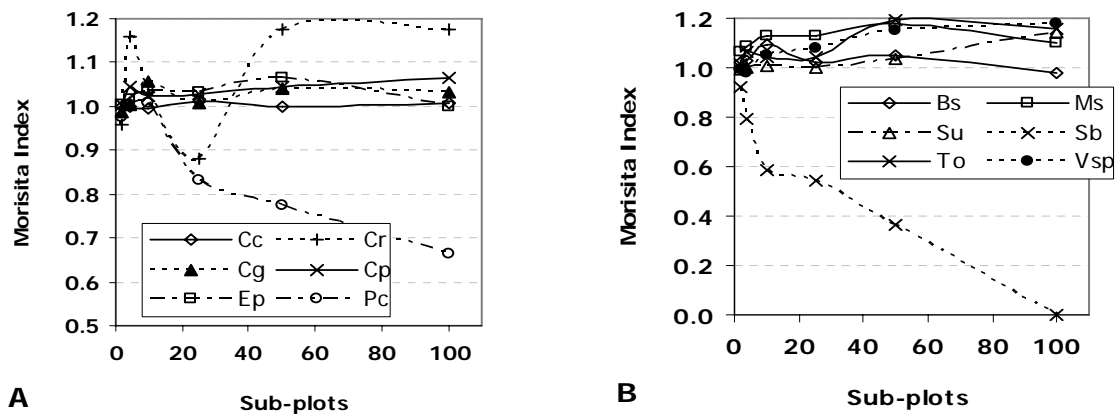 1.2
1.1
1.0
0.9
0.8
0.7
0.6
0.5
Morisita Index
Cc
Cr
Cg
Cp
Ep
Pc
0 20 40 60 80 100
A
Sub-plots
1.2
1.0
0.8
0.6
0.4
0.2
0.0
Morisita Index
Bs
Ms
Su
Sb
To
Vsp
0 20 40 60 80 100
B
Sub-plots